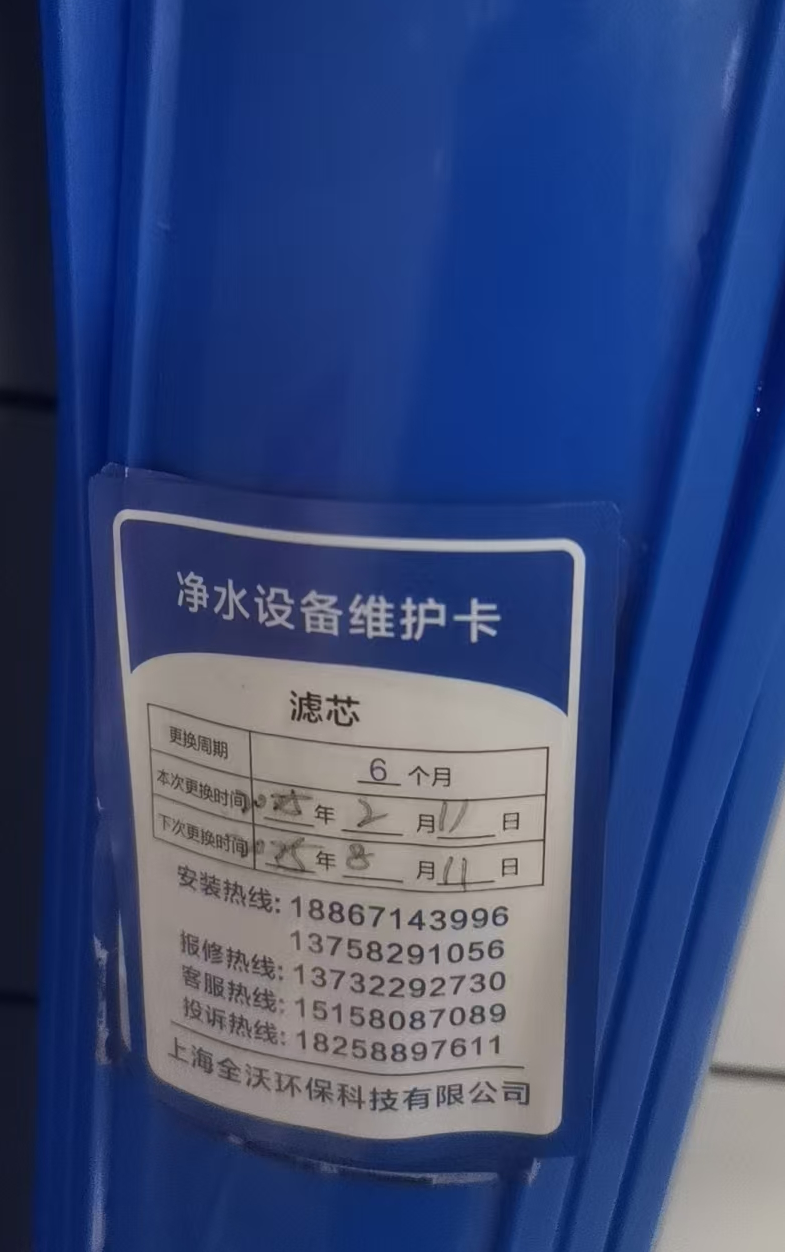 净水设备维护卡
滤芯
更换周期 6 个月
本次更换时间 2025 年 2 月 11 日
下次更换时间 2025 年 8 月 11 日
安装热线: 18867143996
13758291056
报修热线: 13732292730
客服热线: 15158087089
投诉热线: 18258897611
上海全沃环保科技有限公司